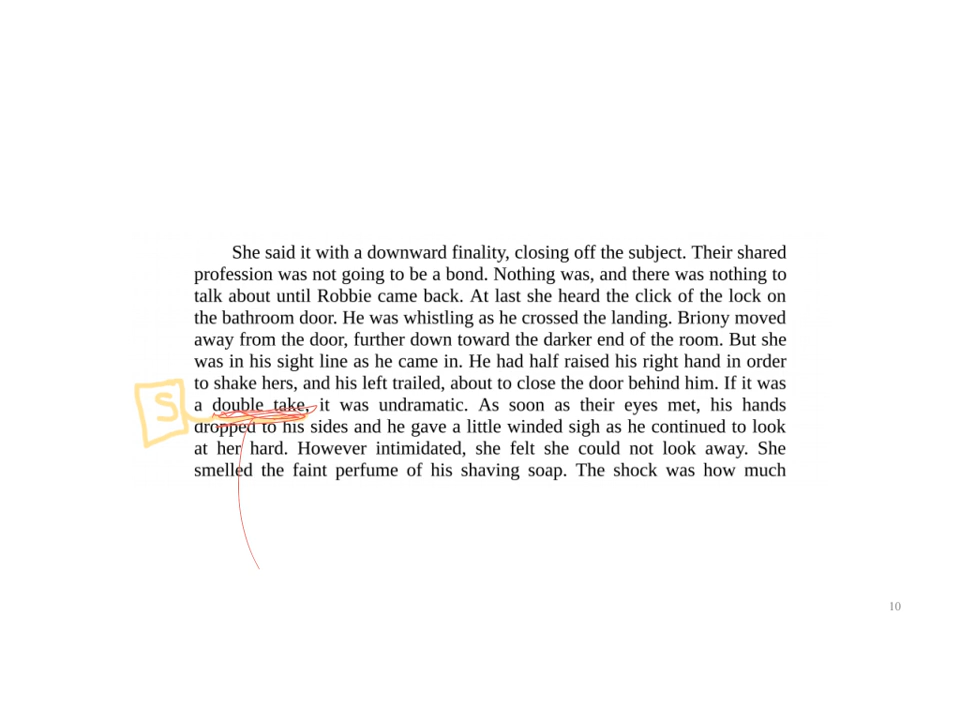 She said it with a downward finality, closing off the subject. Their shared
profession was not going to be a bond. Nothing was, and there was nothing to
talk about until Robbie came back. At last she heard the click of the lock on
the bathroom door. He was whistling as he crossed the landing. Briony moved
away from the door, further down toward the darker end of the room. But she
was in his sight line as he came in. He had half raised his right hand in order
to shake hers, and his left trailed, about to close the door behind him. If it was
S
a double take, it was undramatic. As soon as their eyes met, his hands
dropped to his sides and he gave a little winded sigh as he continued to look
at her hard. However intimidated, she felt she could not look away. She
smelled the faint perfume of his shaving soap. The shock was how much
10